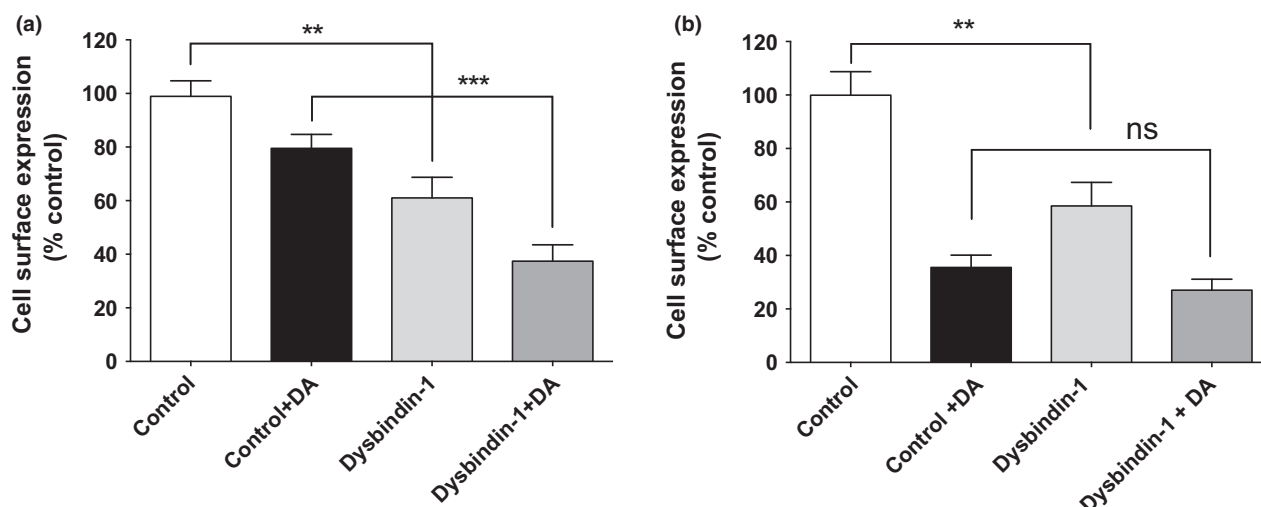 (a)
Cell surface expression
(% control)
120
100
80
60
40
20
0
**
***
Control
Control+DA
Dysbindin-1
Dysbindin-1+DA
(b)
Cell surface expression
(% control)
120
100
80
60
40
20
0
**
ns
Control
Control +DA
Dysbindin-1
Dysbindin-1 + DA